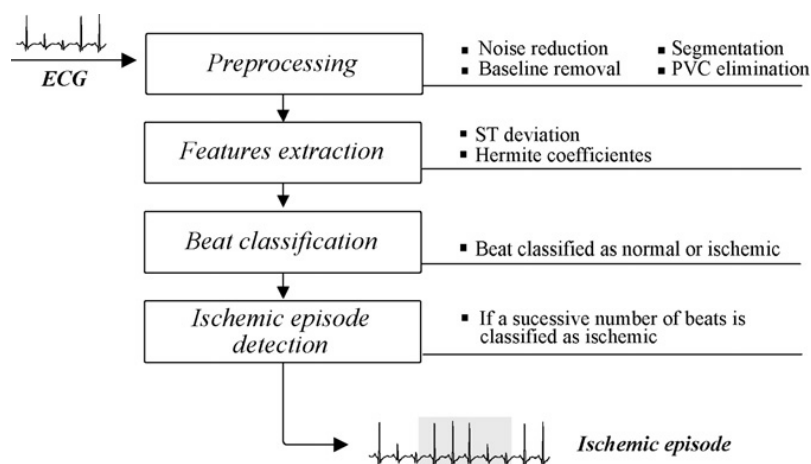 ECG
Preprocessing
▪ Noise reduction ▪ Segmentation
▪ Baseline removal ▪ PVC elimination
Features extraction
▪ ST deviation
▪ Hermite coefficientes
Beat classification
▪ Beat classified as normal or ischemic
Ischemic episode
detection
▪ If a sucessive number of beats is
classified as ischemic
Ischemic episode